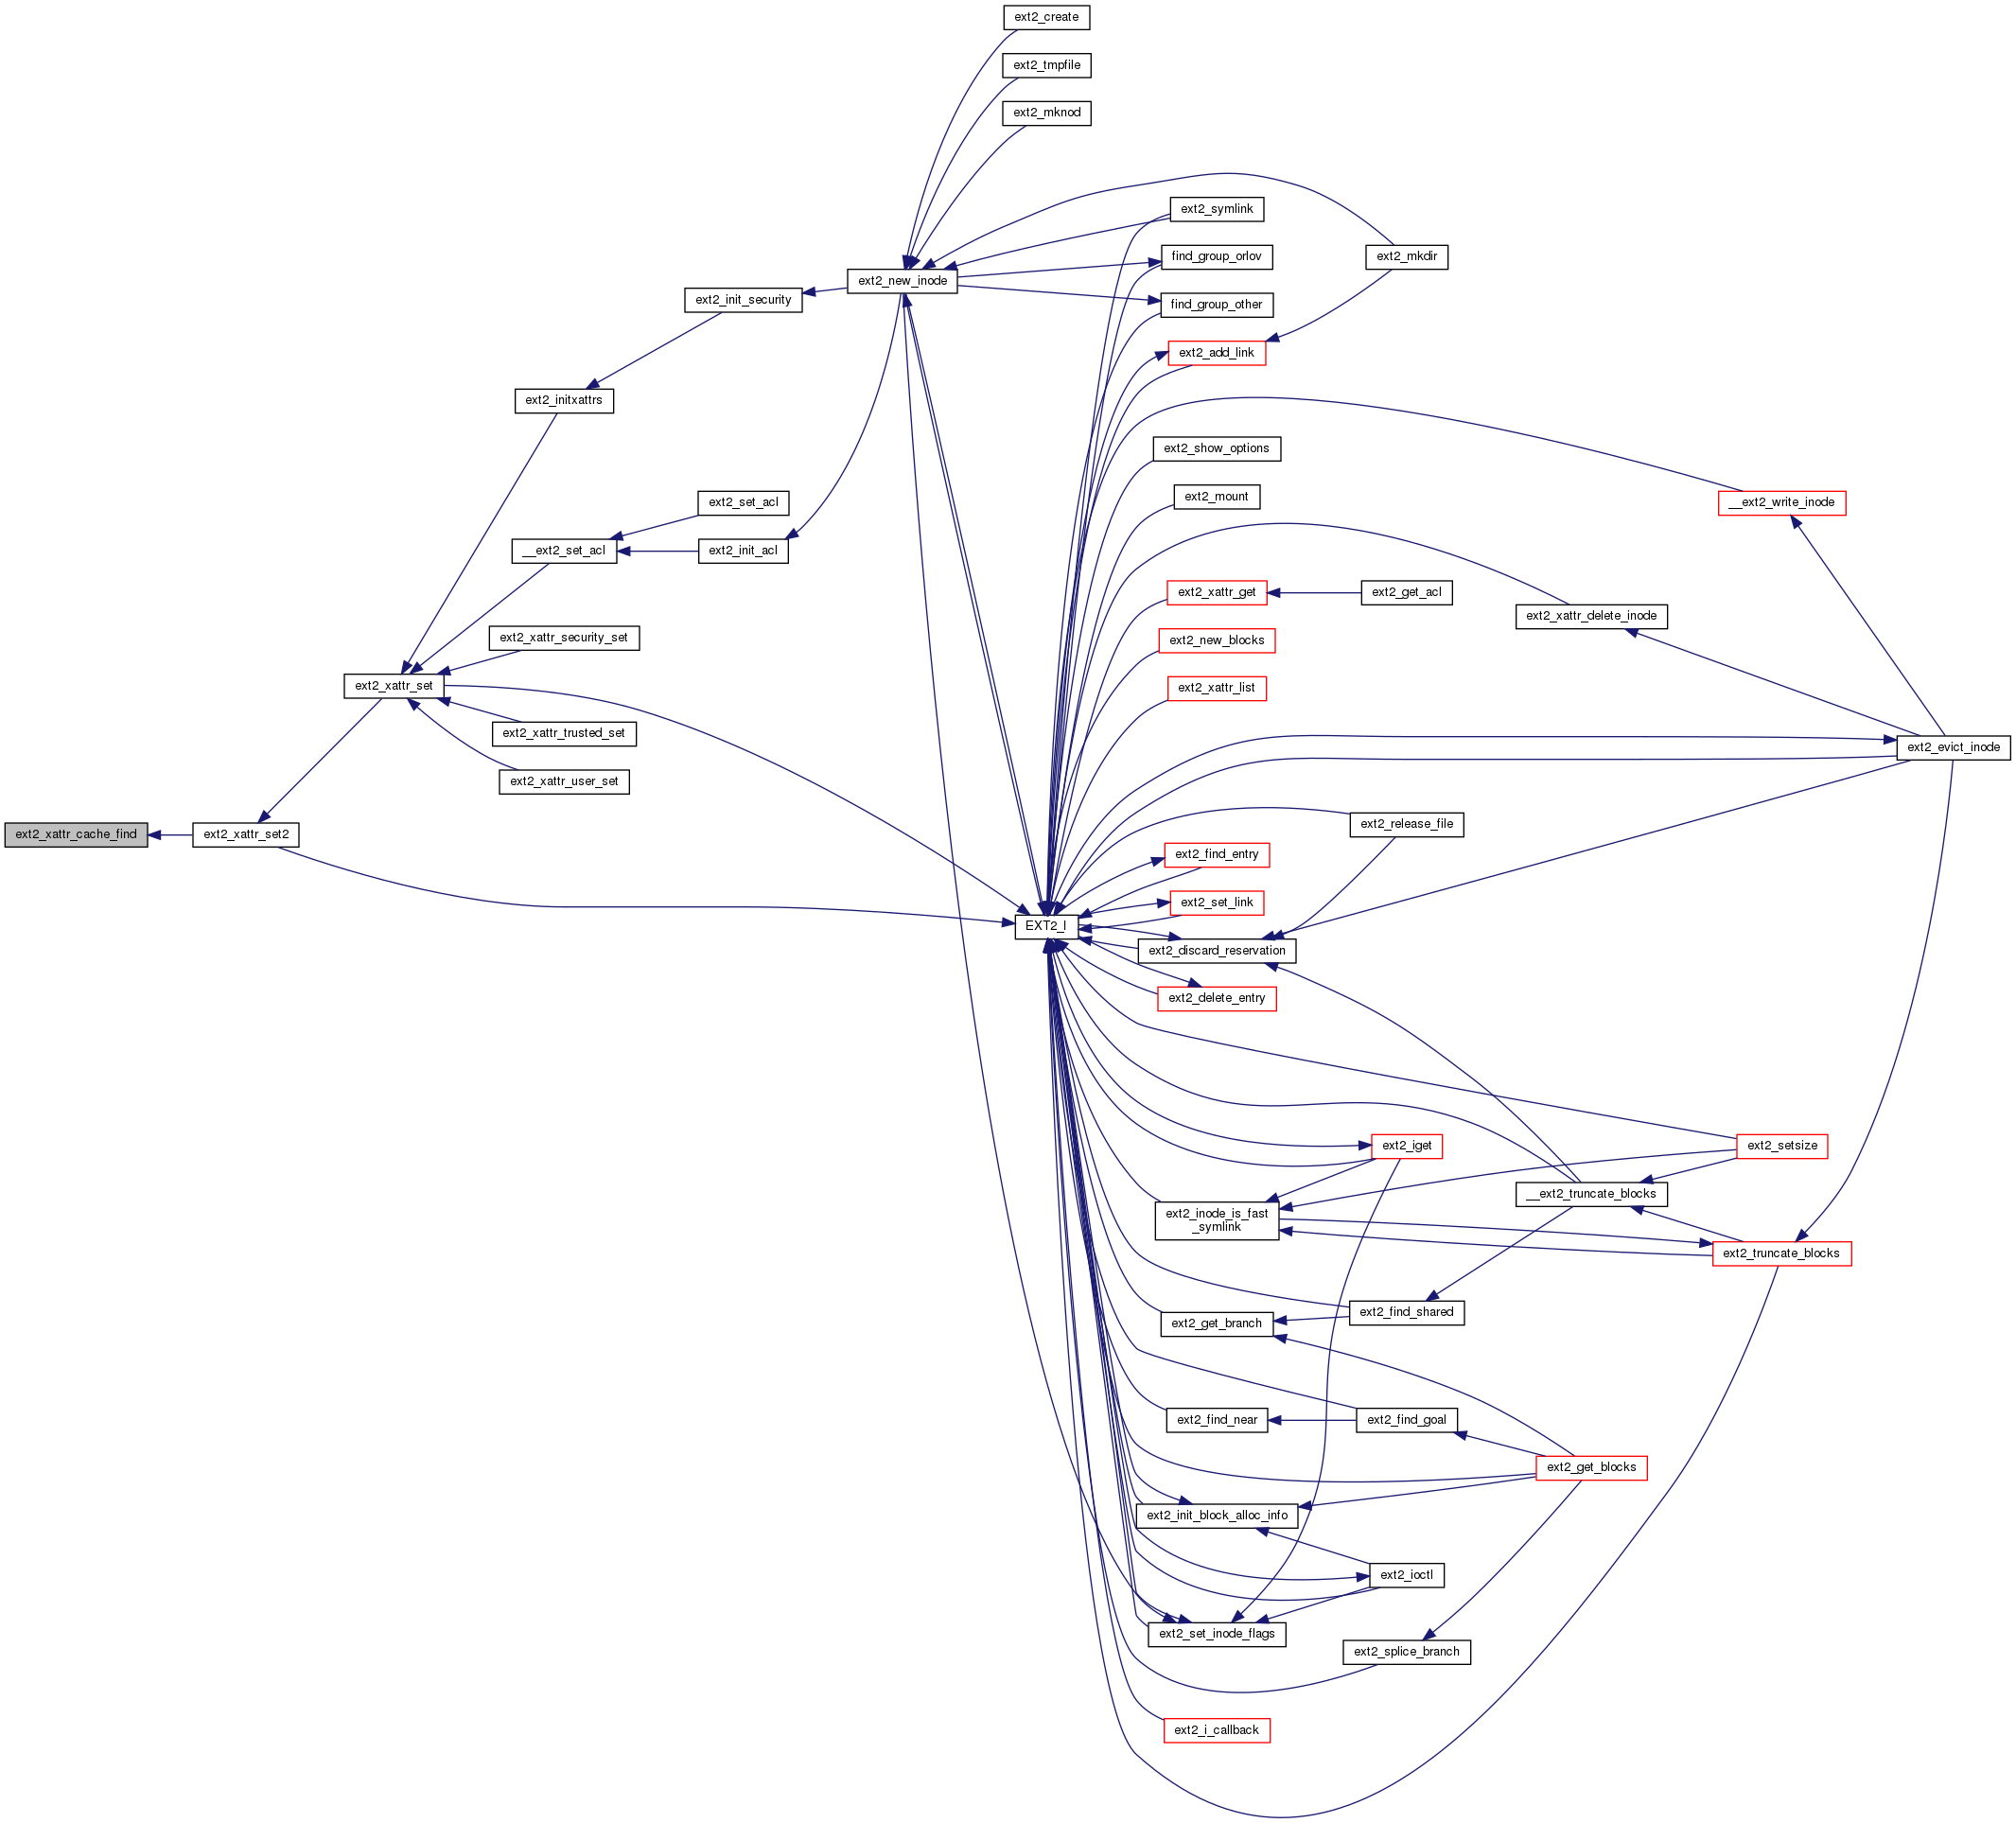 ext2_create
ext2_tmpfile
ext2_mknod
ext2_symlink
find_group_orlov
ext2_mkdir
ext2_new_inode
ext2_init_security
find_group_other
ext2_add_link
ext2_initxattrs
ext2_show_options
ext2_set_acl
ext2_mount
__ext2_write_inode
__ext2_set_acl
ext2_init_acl
ext2_xattr_get
ext2_get_acl
ext2_xattr_delete_inode
ext2_xattr_security_set
ext2_new_blocks
ext2_xattr_set
ext2_xattr_list
ext2_xattr_trusted_set
ext2_evict_inode
ext2_xattr_user_set
ext2_release_file
ext2_xattr_cache_find
ext2_xattr_set2
ext2_find_entry
ext2_set_link
EXT2_I
ext2_discard_reservation
ext2_delete_entry
ext2_iget
ext2_setsize
__ext2_truncate_blocks
ext2_inode_is_fast
_symlink
ext2_truncate_blocks
ext2_find_shared
ext2_get_branch
ext2_find_near
ext2_find_goal
ext2_get_blocks
ext2_init_block_alloc_info
ext2_ioctl
ext2_set_inode_flags
ext2_splice_branch
ext2_i_callback